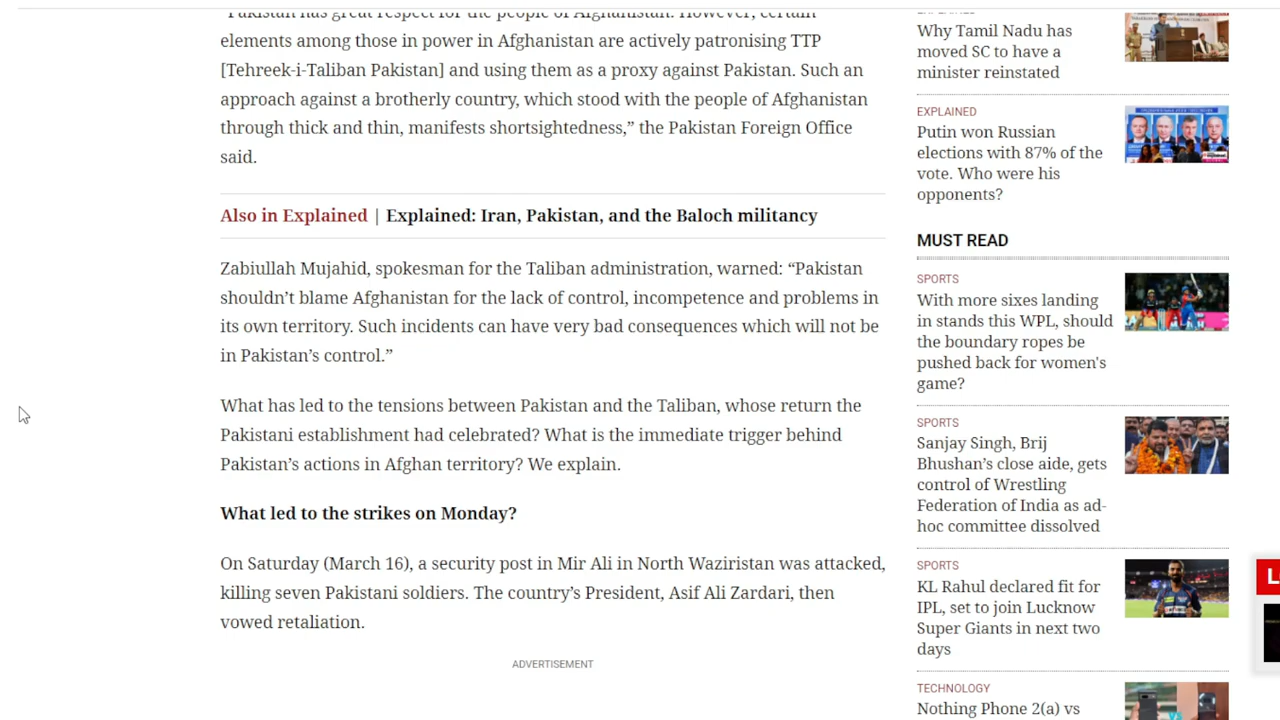 “Pakistan has great respect for the people of Afghanistan. However, certain
elements among those in power in Afghanistan are actively patronising TTP
[Tehreek-i-Taliban Pakistan] and using them as a proxy against Pakistan. Such an
approach against a brotherly country, which stood with the people of Afghanistan
through thick and thin, manifests shortsightedness,” the Pakistan Foreign Office
said.
Also in Explained | Explained: Iran, Pakistan, and the Baloch militancy
Zabiullah Mujahid, spokesman for the Taliban administration, warned: “Pakistan
shouldn’t blame Afghanistan for the lack of control, incompetence and problems in
its own territory. Such incidents can have very bad consequences which will not be
in Pakistan’s control.”
What has led to the tensions between Pakistan and the Taliban, whose return the
Pakistani establishment had celebrated? What is the immediate trigger behind
Pakistan’s actions in Afghan territory? We explain.
What led to the strikes on Monday?
On Saturday (March 16), a security post in Mir Ali in North Waziristan was attacked,
killing seven Pakistani soldiers. The country’s President, Asif Ali Zardari, then
vowed retaliation.
ADVERTISEMENT
EXPLAINED
Why Tamil Nadu has
moved SC to have a
minister reinstated
EXPLAINED
Putin won Russian
elections with 87% of the
vote. Who were his
opponents?
MUST READ
SPORTS
With more sixes landing
in stands this WPL, should
the boundary ropes be
pushed back for women's
game?
SPORTS
Sanjay Singh, Brij
Bhushan’s close aide, gets
control of Wrestling
Federation of India as ad-
hoc committee dissolved
SPORTS
KL Rahul declared fit for
IPL, set to join Lucknow
Super Giants in next two
days
TECHNOLOGY
Nothing Phone 2(a) vs
L